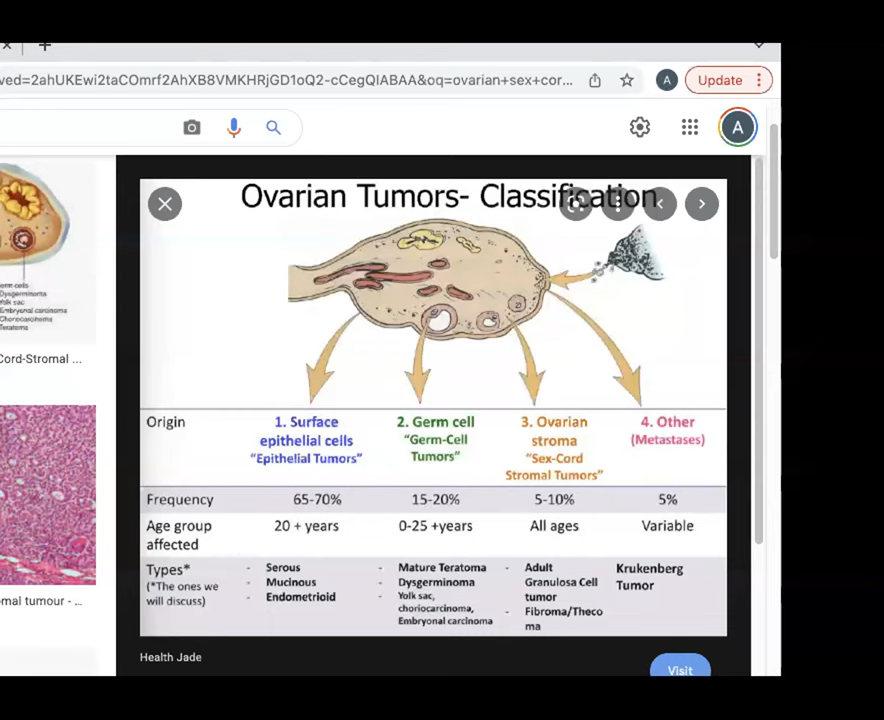 ved=2ahUKEwi2taCOmrf2AhXB8VMKHRjGD1oQ2-cCegQIABAA&oq=ovarian+sex+cor...
A
Update
A
Ovarian Tumors- Classification
erm cells
Dysgerminoma
Yolk sac
Embryonal carcinoma
Choriocarcinoma
Teratoma
Cord-Stromal ...
mal tumour - ...
Origin
1. Surface
epithelial cells
"Epithelial Tumors"
2. Germ cell
"Germ-Cell
Tumors"
3. Ovarian
stroma
"Sex-Cord
Stromal Tumors"
4. Other
(Metastases)
Frequency
65-70%
15-20%
5-10%
5%
Age group
affected
20 + years
0-25 +years
All ages
Variable
Types*
(*The ones we
will discuss)
- Serous
- Mucinous
- Endometrioid
- Mature Teratoma
- Dysgerminoma
- Yolk sac,
choriocarcinoma,
Embryonal carcinoma
- Adult
Granulosa Cell
tumor
- Fibroma/Theco
ma
Krukenberg
Tumor
Health Jade
Visit